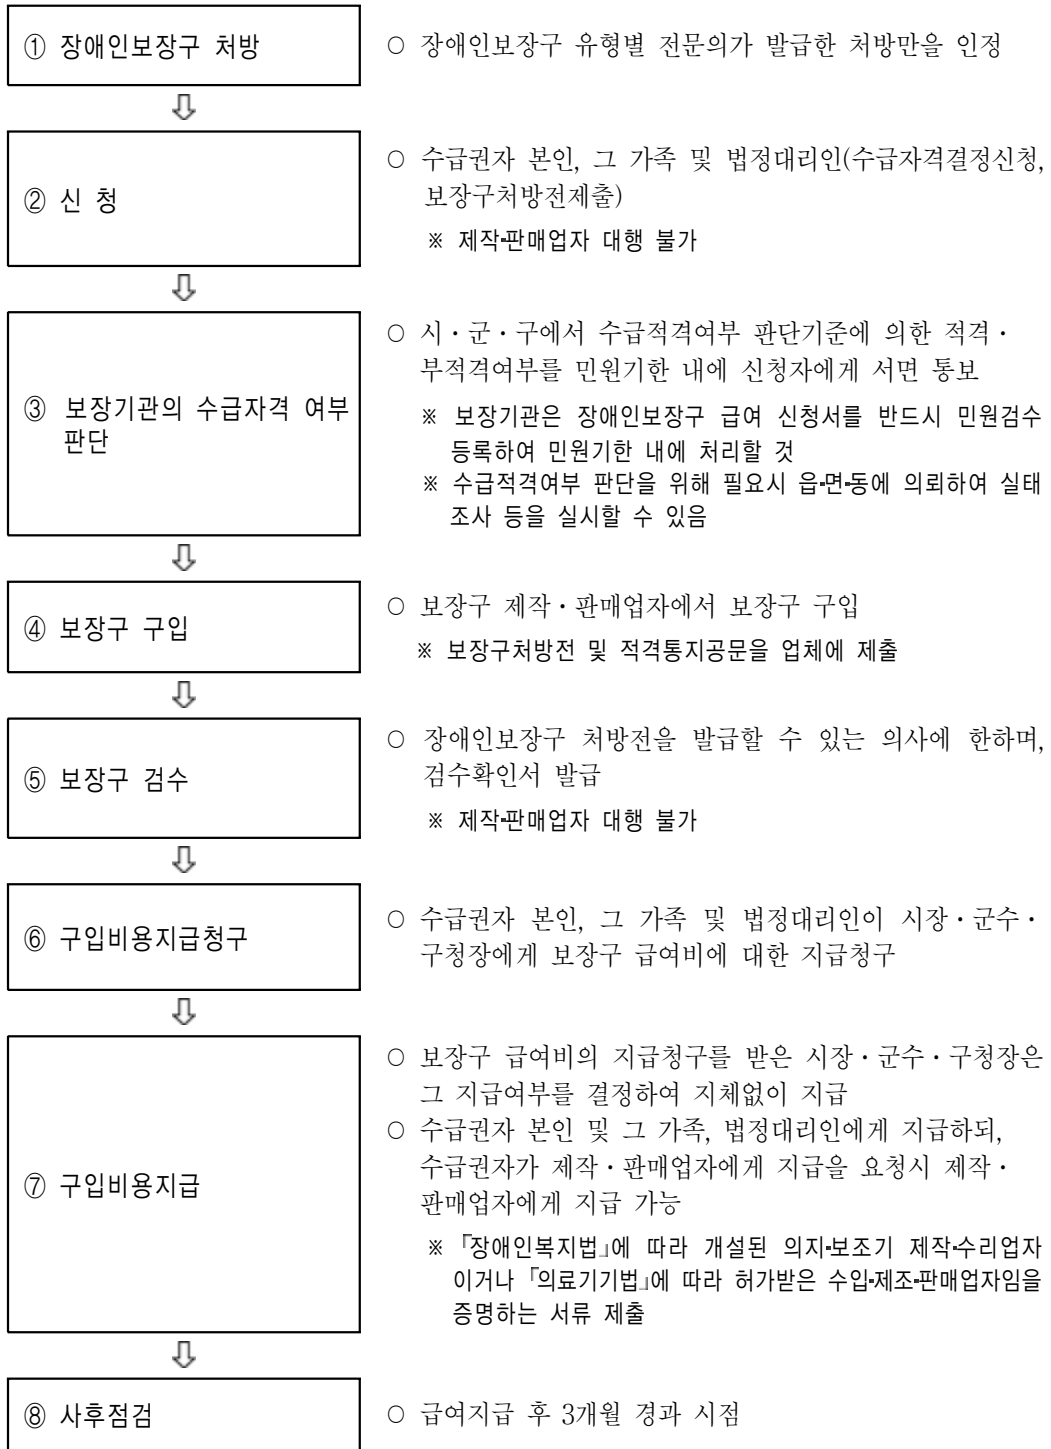 ① 장애인보장구 처방
○ 장애인보장구 유형별 전문의가 발급한 처방만을 인정
② 신 청
○ 수급권자 본인, 그 가족 및 법정대리인(수급자격결정신청,
보장구처방전제출)
※ 제작·판매업자 대행 불가
③ 보장기관의 수급자격 여부
판단
○ 시・군・구에서 수급적격여부 판단기준에 의한 적격・
부적격여부를 민원기한 내에 신청자에게 서면 통보
※ 보장기관은 장애인보장구 급여 신청서를 반드시 민원검수
등록하여 민원기한 내에 처리할 것
※ 수급적격여부 판단을 위해 필요시 읍·면·동에 의뢰하여 실태
조사 등을 실시할 수 있음
④ 보장구 구입
○ 보장구 제작・판매업자에서 보장구 구입
※ 보장구처방전 및 적격통지공문을 업체에 제출
⑤ 보장구 검수
○ 장애인보장구 처방전을 발급할 수 있는 의사에 한하며,
검수확인서 발급
※ 제작·판매업자 대행 불가
⑥ 구입비용지급청구
○ 수급권자 본인, 그 가족 및 법정대리인이 시장・군수・
구청장에게 보장구 급여비에 대한 지급청구
⑦ 구입비용지급
○ 보장구 급여비의 지급청구를 받은 시장・군수・구청장은
그 지급여부를 결정하여 지체없이 지급
○ 수급권자 본인 및 그 가족, 법정대리인에게 지급하되,
수급권자가 제작・판매업자에게 지급을 요청시 제작・
판매업자에게 지급 가능
※ 「장애인복지법」에 따라 개설된 의지·보조기 제작·수리업자
이거나 「의료기기법」에 따라 허가받은 수입·제조·판매업자임을
증명하는 서류 제출
⑧ 사후점검
○ 급여지급 후 3개월 경과 시점